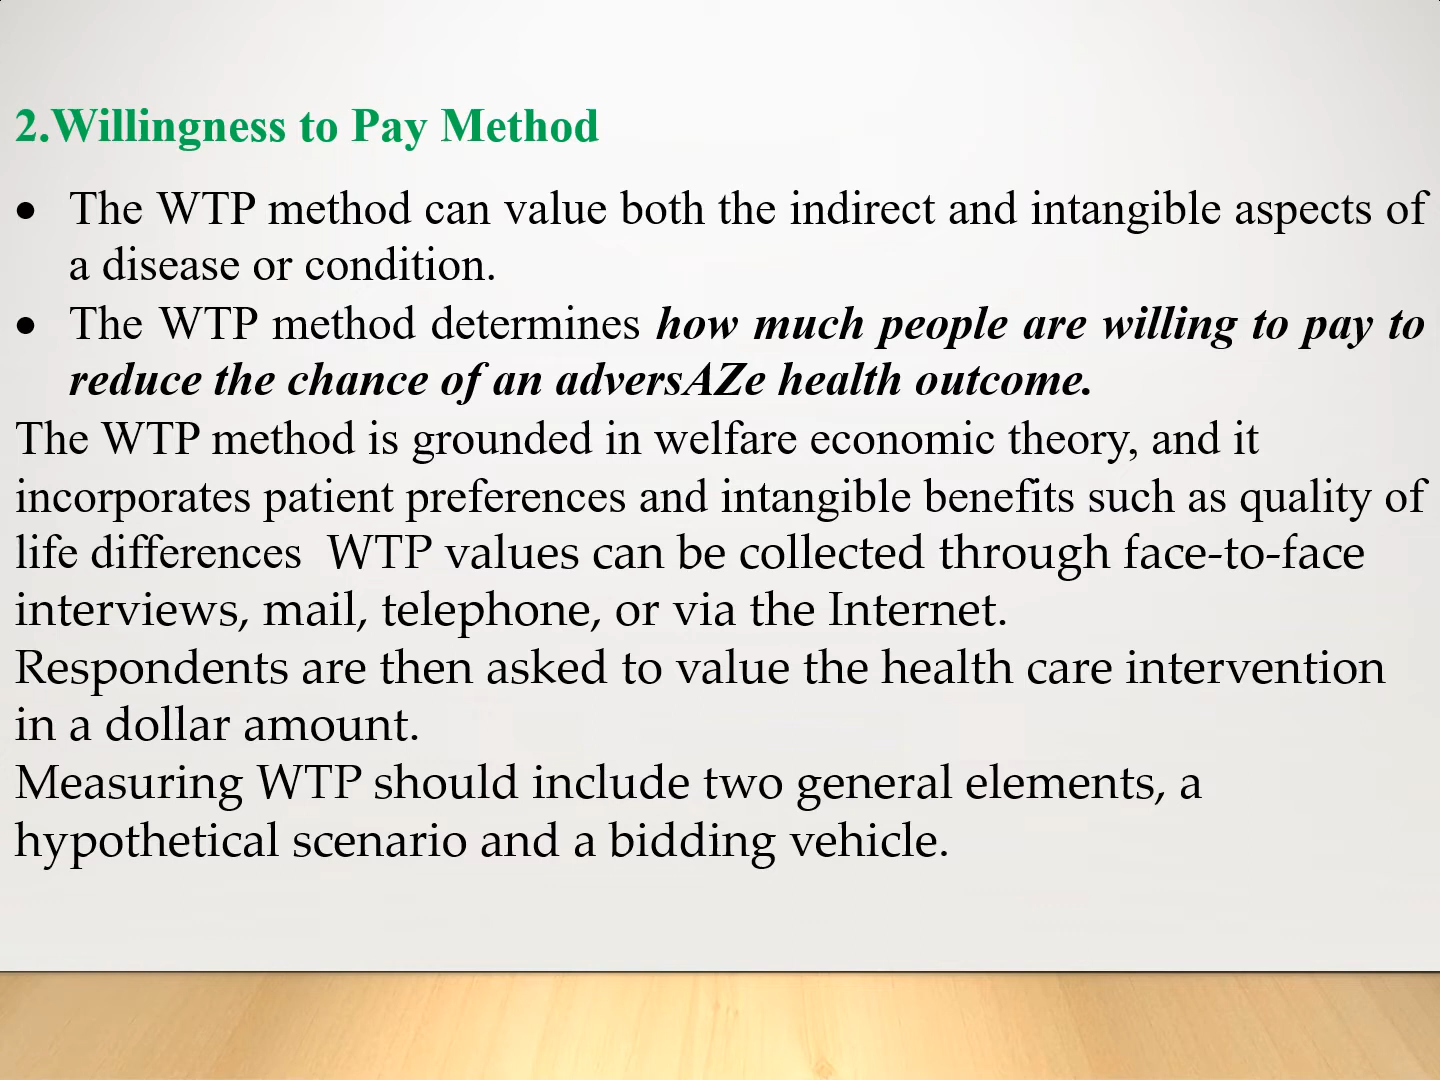 2.Willingness to Pay Method
• The WTP method can value both the indirect and intangible aspects of
a disease or condition.
• The WTP method determines how much people are willing to pay to
reduce the chance of an adversAZe health outcome.
The WTP method is grounded in welfare economic theory, and it
incorporates patient preferences and intangible benefits such as quality of
life differences  WTP values can be collected through face-to-face
interviews, mail, telephone, or via the Internet.
Respondents are then asked to value the health care intervention
in a dollar amount.
Measuring WTP should include two general elements, a
hypothetical scenario and a bidding vehicle.